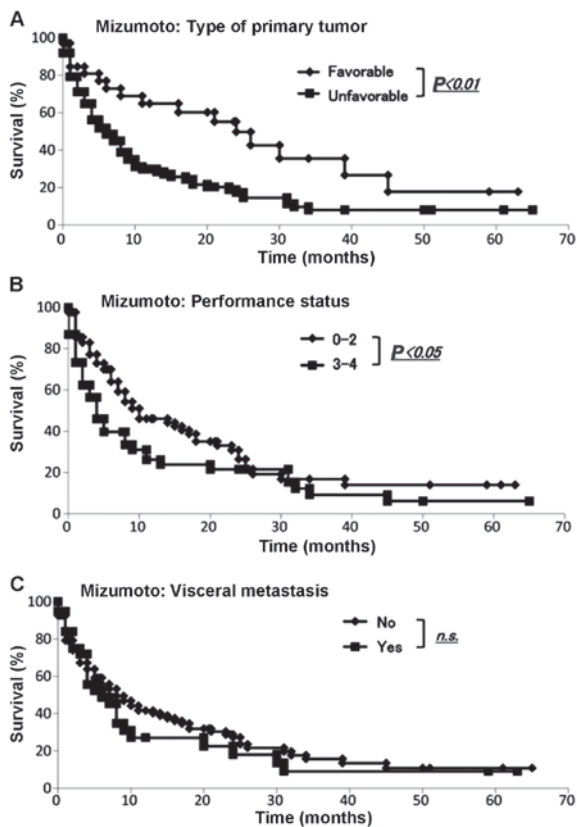 A
Mizumoto: Type of primary tumor
Survival (%)
100
80
60
40
20
0
Favorable
Unfavorable
P<0.01
0 10 20 30 40 50 60 70
Time (months)
B
Mizumoto: Performance status
Survival (%)
100
80
60
40
20
0
0-2
3-4
P<0.05
0 10 20 30 40 50 60 70
Time (months)
C
Mizumoto: Visceral metastasis
Survival (%)
100
80
60
40
20
0
No
Yes
n.s.
0 10 20 30 40 50 60 70
Time (months)